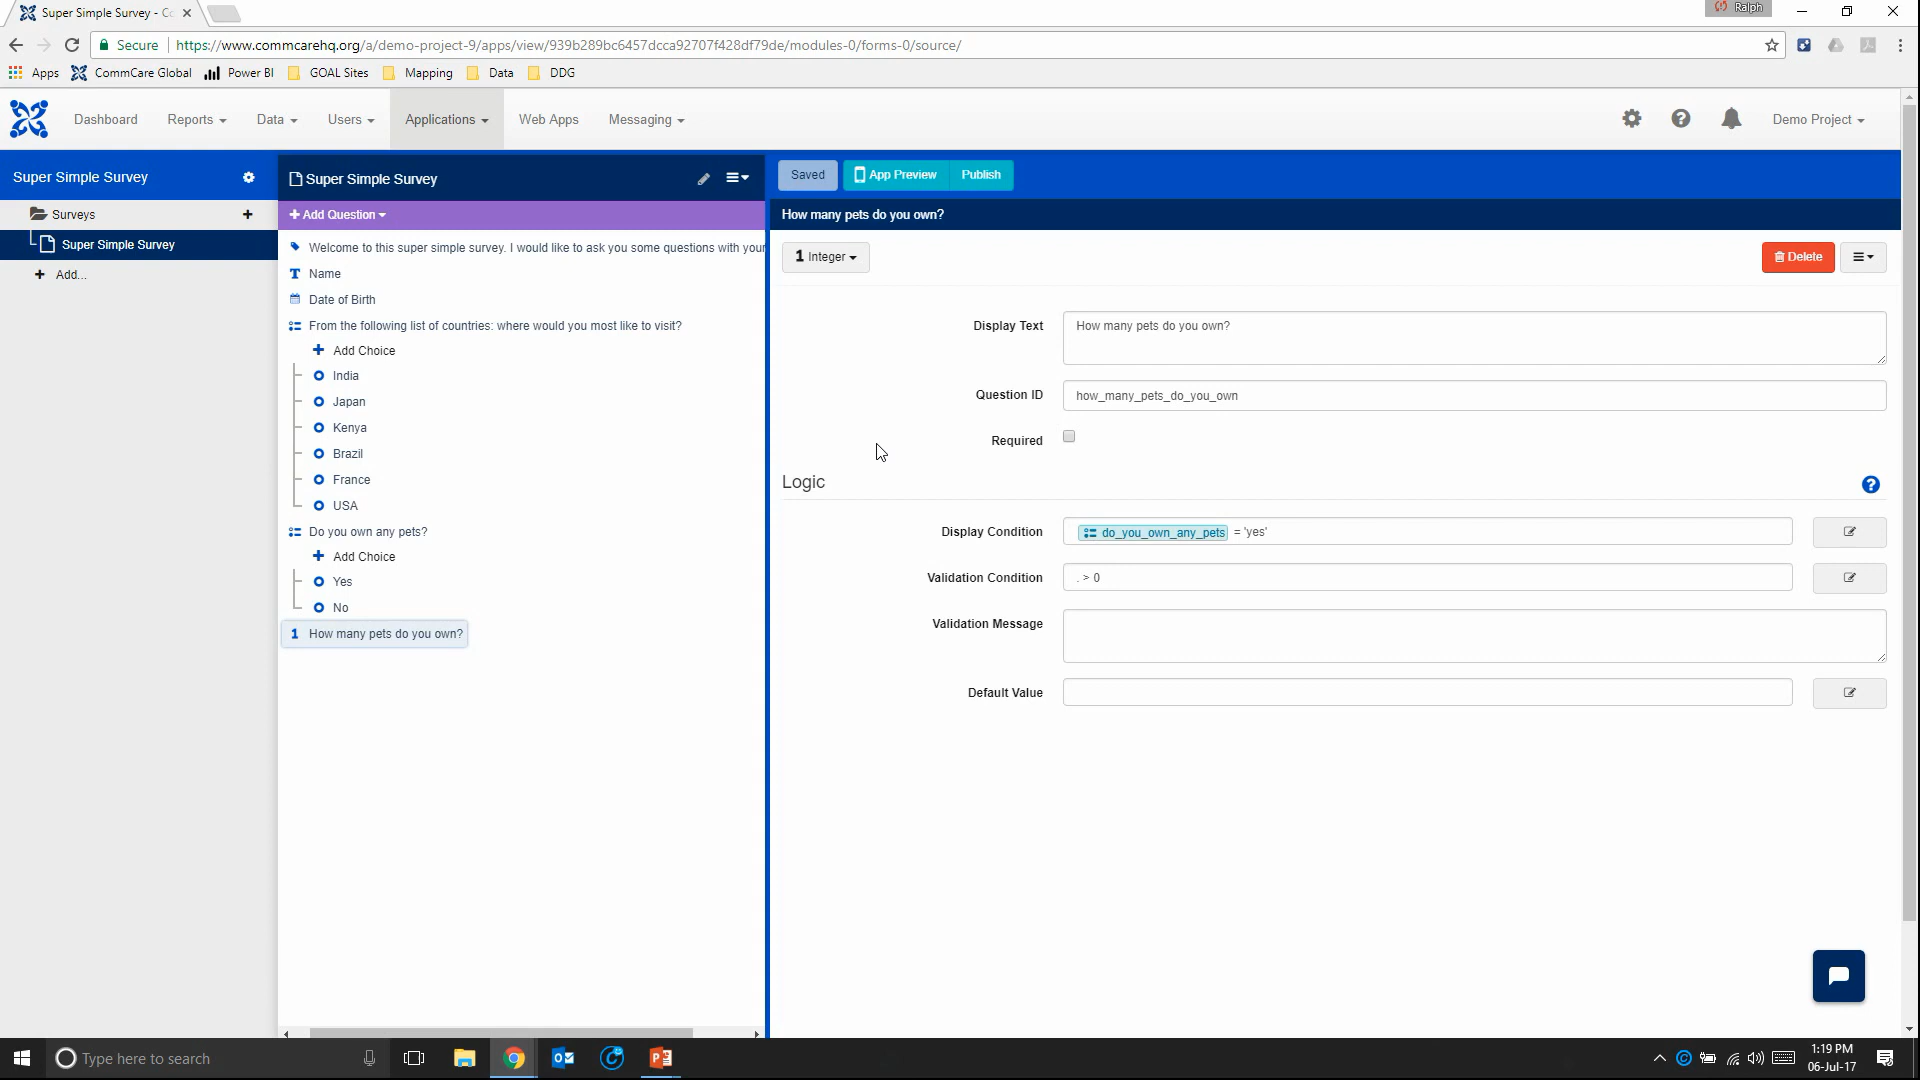 Super Simple Survey - Co
Ralph
Secure
https://www.commcarehq.org/a/demo-project-9/apps/view/939b289bc6457dcca92707f428df79de/modules-0/forms-0/source/
Apps
CommCare Global
Power BI
GOAL Sites
Mapping
Data
DDG
Dashboard
Reports
Data
Users
Applications
Web Apps
Messaging
Demo Project
Super Simple Survey
Surveys
Super Simple Survey
Add...
Super Simple Survey
Add Question
Welcome to this super simple survey. I would like to ask you some questions with your
Name
Date of Birth
From the following list of countries: where would you most like to visit?
Add Choice
India
Japan
Kenya
Brazil
France
USA
Do you own any pets?
Add Choice
Yes
No
1 How many pets do you own?
Saved
App Preview
Publish
How many pets do you own?
1 Integer
Delete
Display Text
How many pets do you own?
Question ID
how_many_pets_do_you_own
Required
Logic
Display Condition
do_you_own_any_pets = 'yes'
Validation Condition
. > 0
Validation Message
Default Value
Type here to search
1:19 PM
06-Jul-17